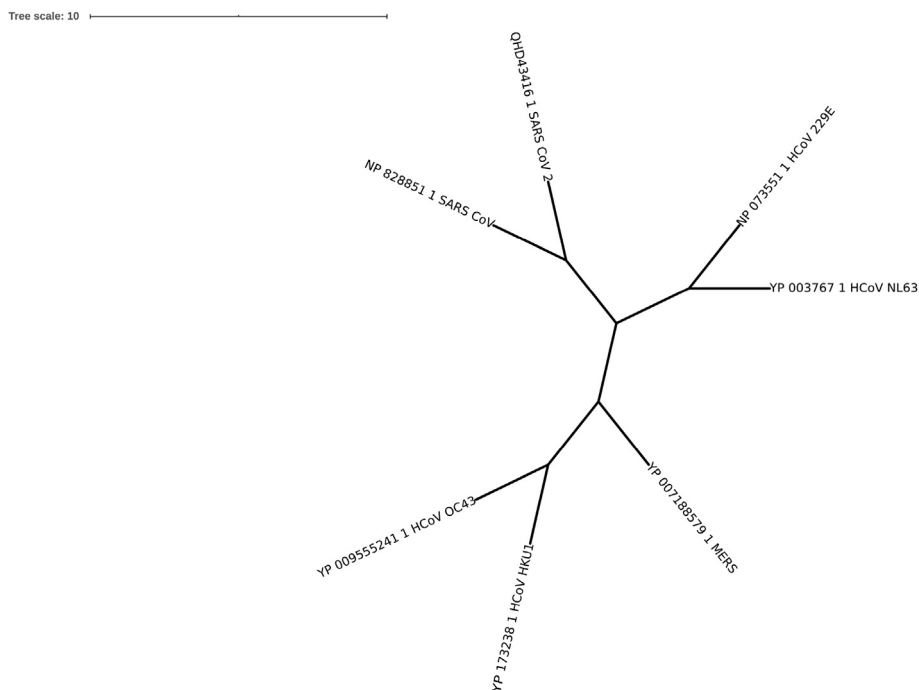 Tree scale: 10
QHD43416 1 SARS CoV 2
NP 073551 1 HCoV 229E
NP 828851 1 SARS CoV
YP 003767 1 HCoV NL63
YP 007188579 1 MERS
YP 009555241 1 HCoV OC43
YP 173238 1 HCoV HKU1